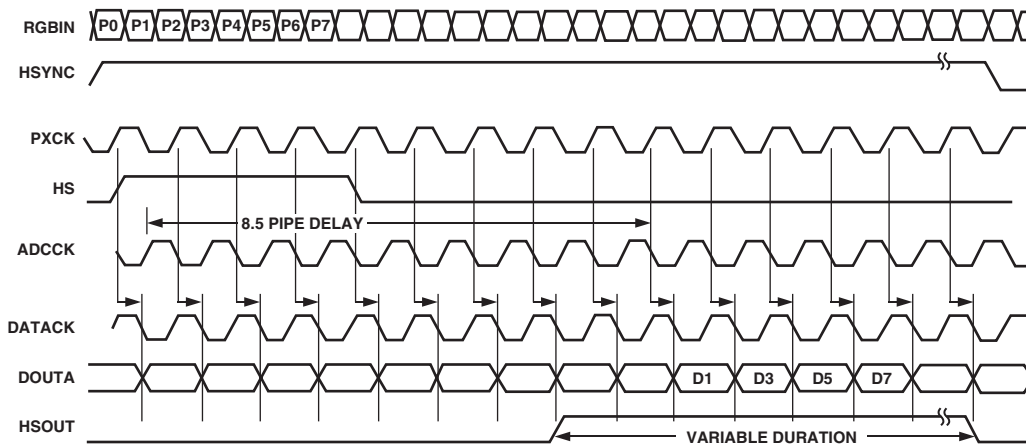 RGBIN P0 P1 P2 P3 P4 P5 P6 P7
HSYNC
PXCK
HS
8.5 PIPE DELAY
ADCCK
DATACK
DOUTA D1 D3 D5 D7
HSOUT
VARIABLE DURATION